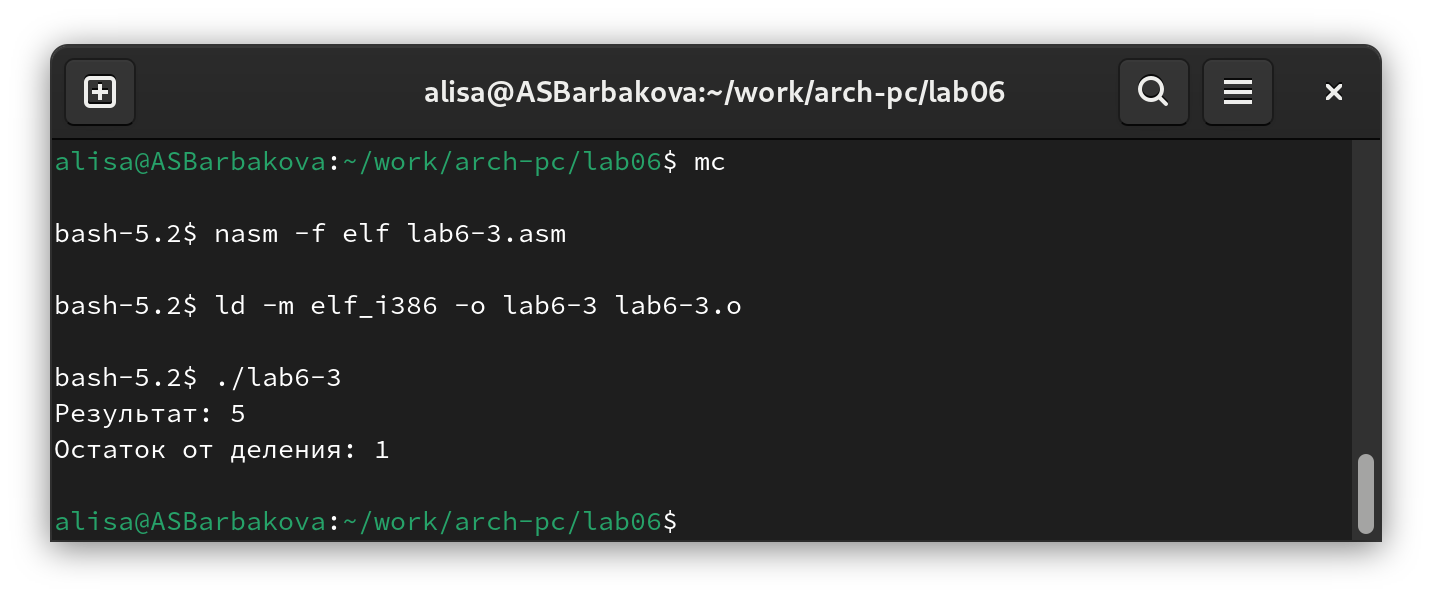 alisa@ASBarbakova:~/work/arch-pc/lab06
alisa@ASBarbakova:~/work/arch-pc/lab06$ mc
bash-5.2$ nasm -f elf lab6-3.asm
bash-5.2$ ld -m elf_i386 -o lab6-3 lab6-3.o
bash-5.2$ ./lab6-3
Результат: 5
Остаток от деления: 1
alisa@ASBarbakova:~/work/arch-pc/lab06$